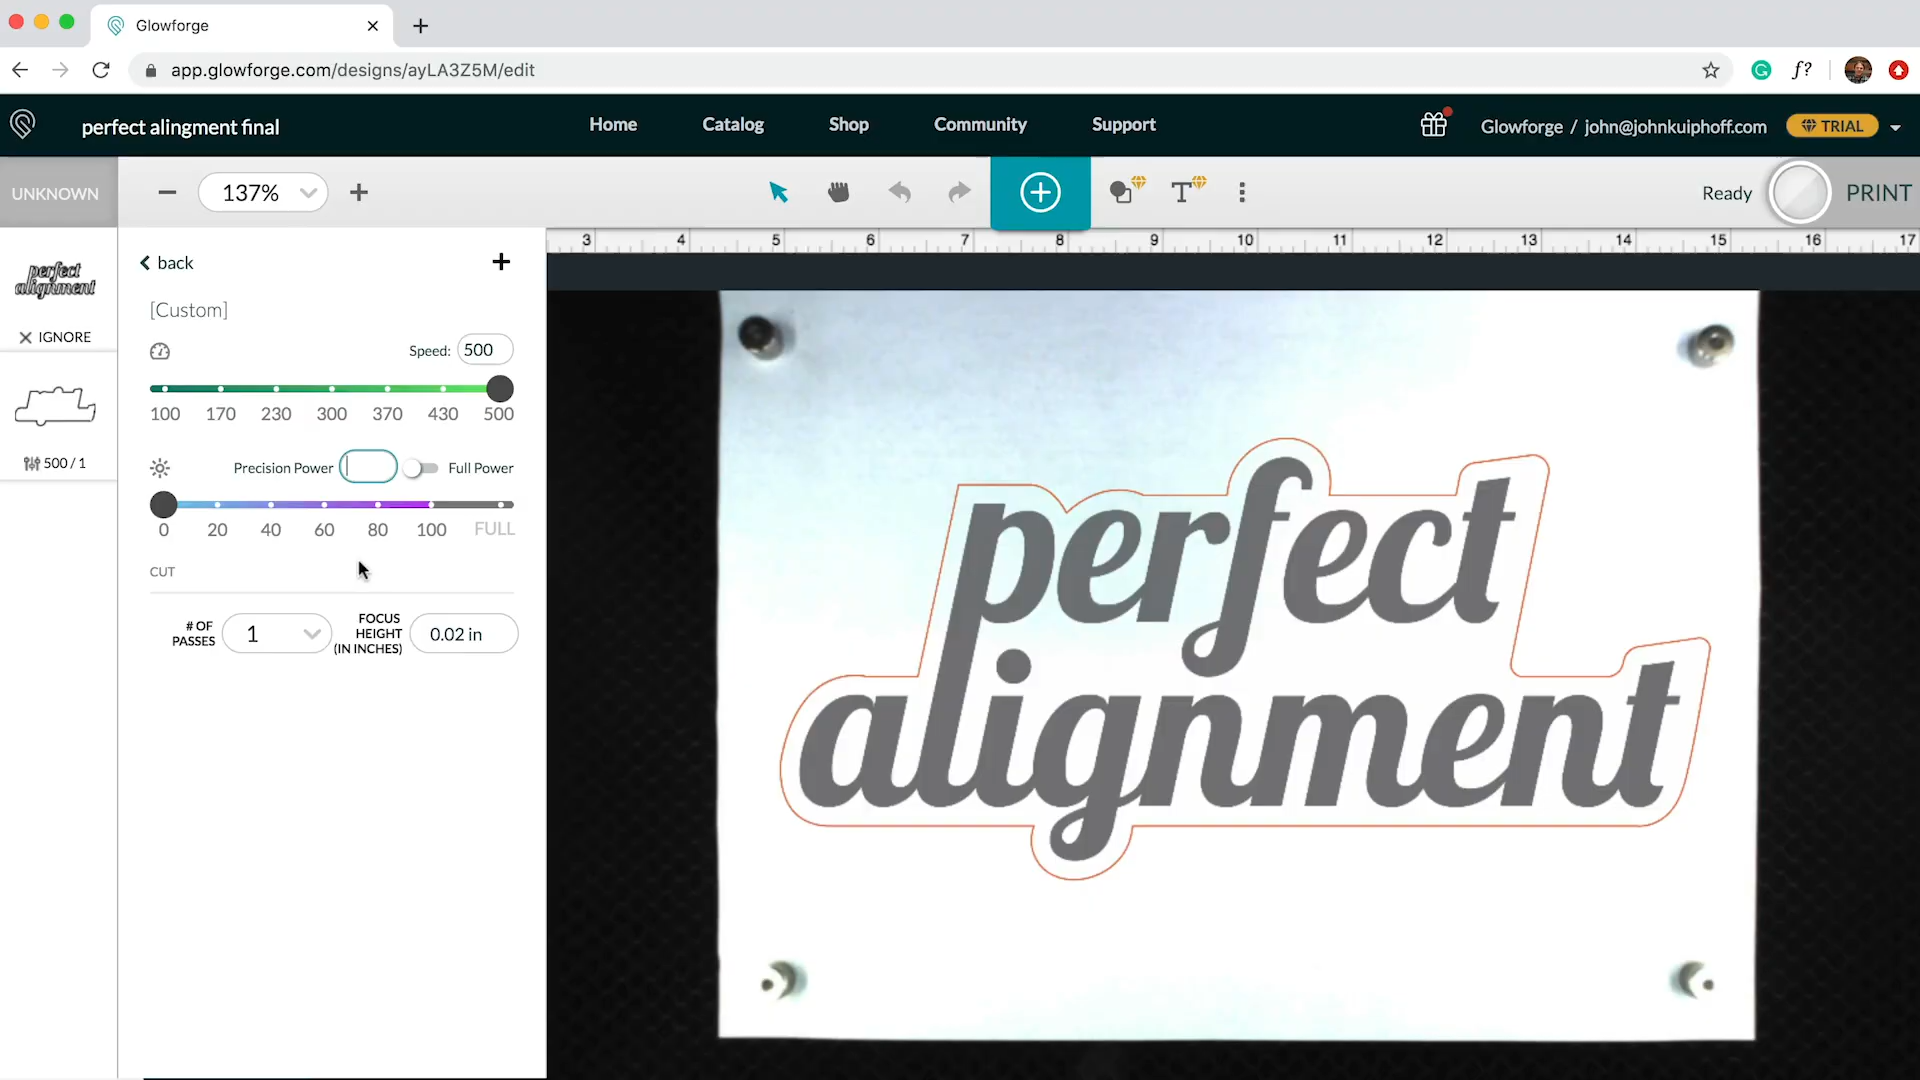 Glowforge
app.glowforge.com/designs/ayLA3Z5M/edit
f?
perfect alingment final
Home
Catalog
Shop
Community
Support
Glowforge / john@johnkuiphoff.com
TRIAL
UNKNOWN
137%
T
Ready
PRINT
3 4 5 6 7 8 9 10 11 12 13 14 15 16 17
perfect
alignment
IGNORE
500 / 1
back
[Custom]
Speed: 500
100 170 230 300 370 430 500
Precision Power
Full Power
0 20 40 60 80 100 FULL
CUT
# OF
PASSES
1
FOCUS
HEIGHT
(IN INCHES)
0.02 in
perfect
alignment